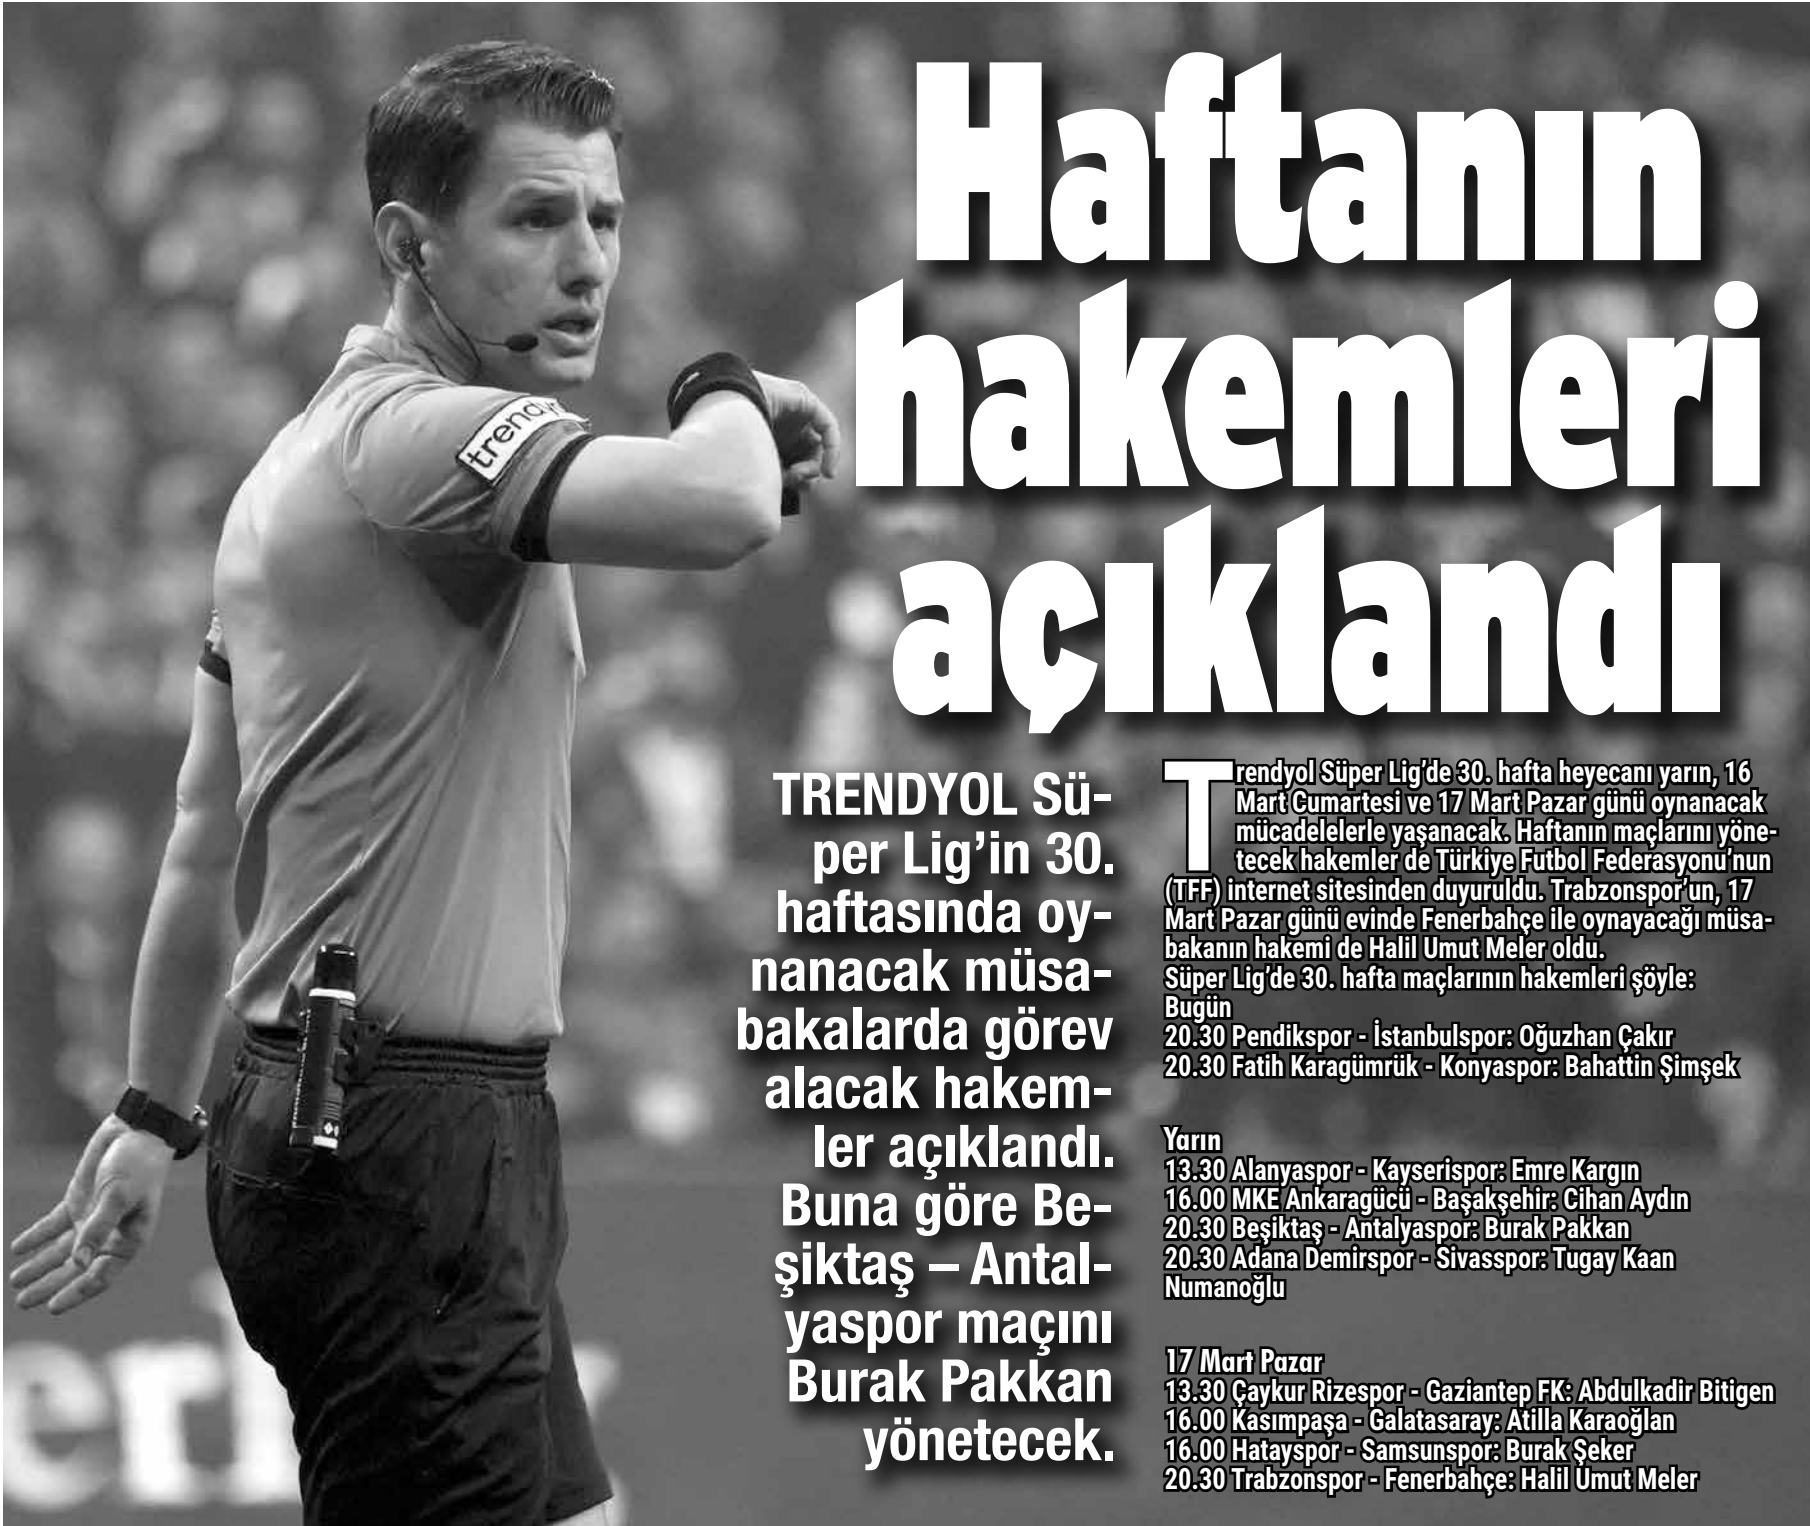 Haftanın
hakemleri
açıklandı
trendy
TRENDYOL Sü-
per Lig’in 30.
haftasında oy-
nanacak müsa-
bakalarda görev
alacak hakem-
ler açıklandı.
Buna göre Be-
şiktaş – Antal-
yaspor maçını
Burak Pakkan
yönetecek.
Trendyol Süper Lig’de 30. hafta heyecanı yarın, 16
Mart Cumartesi ve 17 Mart Pazar günü oynanacak
mücadelelerle yaşanacak. Haftanın maçlarını yöne-
tecek hakemler de Türkiye Futbol Federasyonu’nun
(TFF) internet sitesinden duyuruldu. Trabzonspor’un, 17
Mart Pazar günü evinde Fenerbahçe ile oynayacağı müsa-
bakanın hakemi de Halil Umut Meler oldu.
Süper Lig’de 30. hafta maçlarının hakemleri şöyle:
Bugün
20.30 Pendikspor - İstanbulspor: Oğuzhan Çakır
20.30 Fatih Karagümrük - Konyaspor: Bahattin Şimşek
Yarın
13.30 Alanyaspor - Kayserispor: Emre Kargın
16.00 MKE Ankaragücü - Başakşehir: Cihan Aydın
20.30 Beşiktaş - Antalyaspor: Burak Pakkan
20.30 Adana Demirspor - Sivasspor: Tugay Kaan
Numanoğlu
17 Mart Pazar
13.30 Çaykur Rizespor - Gaziantep FK: Abdulkadir Bitigen
16.00 Kasımpaşa - Galatasaray: Atilla Karaoğlan
16.00 Hatayspor - Samsunspor: Burak Şeker
20.30 Trabzonspor - Fenerbahçe: Halil Umut Meler